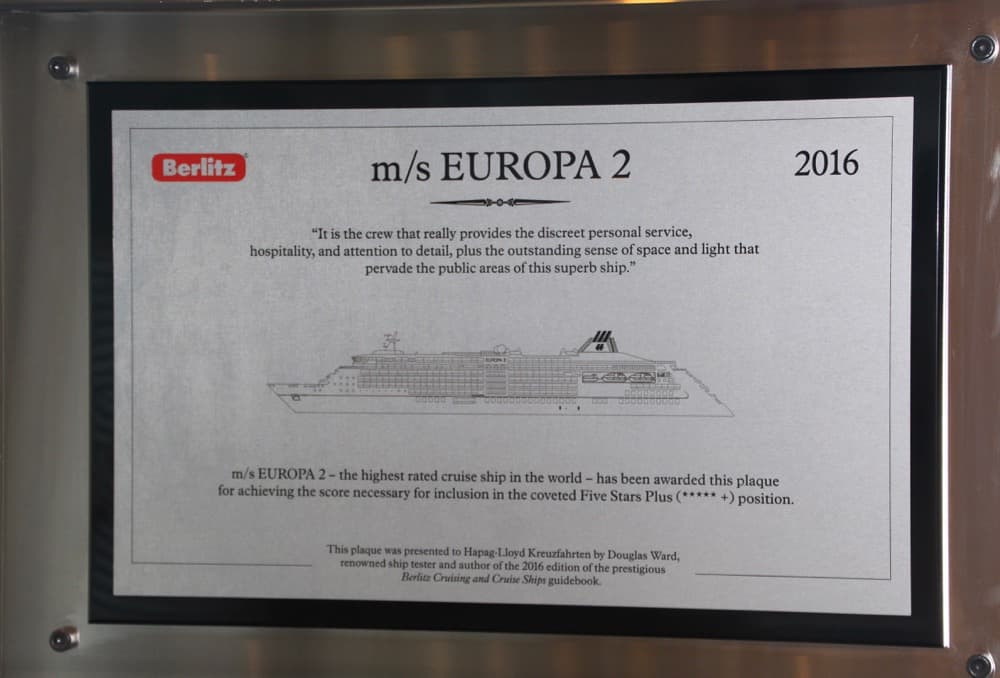 Berlitz®
m/s EUROPA 2
2016
“It is the crew that really provides the discreet personal service,
hospitality, and attention to detail, plus the outstanding sense of space and light that
pervade the public areas of this superb ship.”
EUROPA 2
m/s EUROPA 2 – the highest rated cruise ship in the world – has been awarded this plaque
for achieving the score necessary for inclusion in the coveted Five Stars Plus (***** +) position.
This plaque was presented to Hapag-Lloyd Kreuzfahrten by Douglas Ward,
renowned ship tester and author of the 2016 edition of the prestigious
Berlitz Cruising and Cruise Ships guidebook.